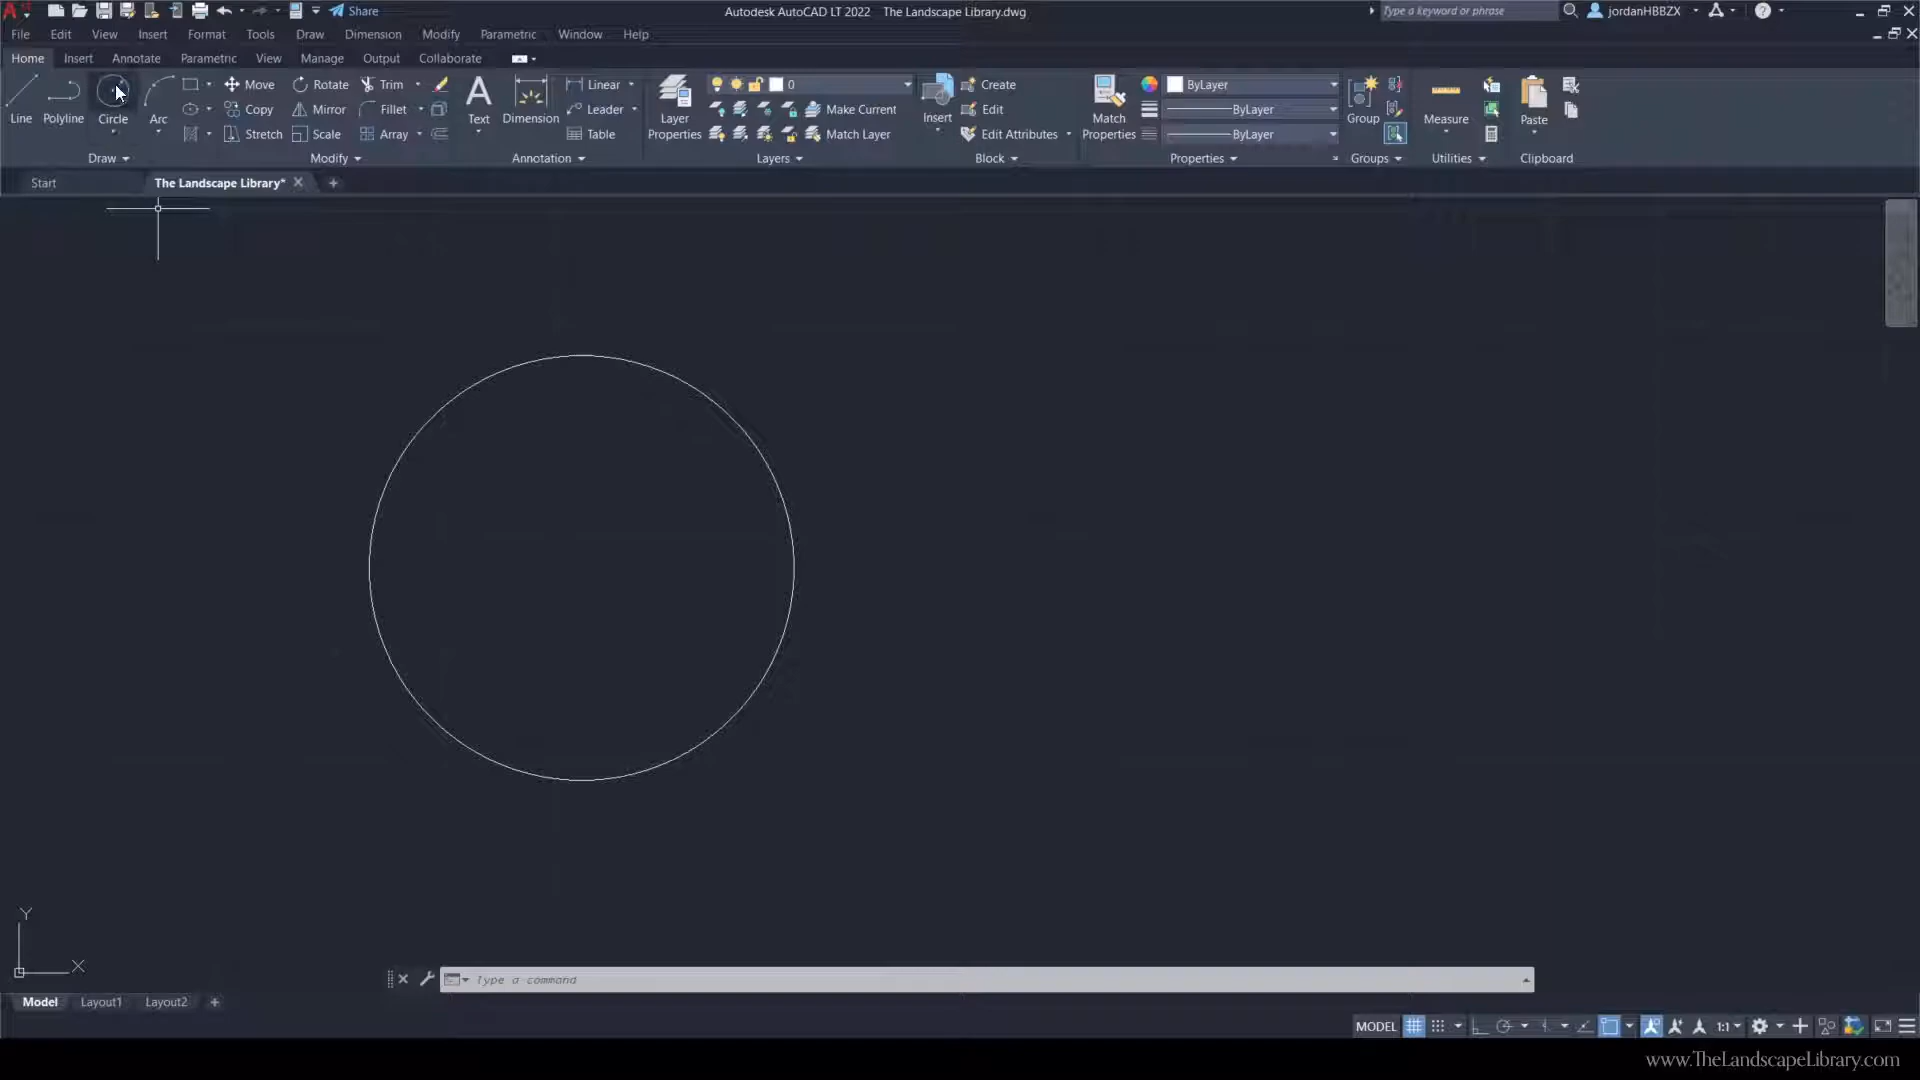 Share
Autodesk AutoCAD LT 2022 The Landscape Library.dwg
Type a keyword or phrase
jordanHBBZX
File Edit View Insert Format Tools Draw Dimension Modify Parametric Window Help
Home Insert Annotate Parametric View Manage Output Collaborate
Line Polyline Circle Arc
Move Rotate Trim
Copy Mirror Fillet
Stretch Scale Array
Text Dimension
Linear
Leader
Table
Layer Properties
0
Make Current
Match Layer
Insert
Create
Edit
Edit Attributes
Match Properties
ByLayer
ByLayer
ByLayer
Group
Measure
Paste
Draw Modify Annotation Layers Block Properties Groups Utilities Clipboard
Start The Landscape Library*
Y
X
Type a command
Model Layout1 Layout2
MODEL 1:1
www.TheLandscapeLibrary.com